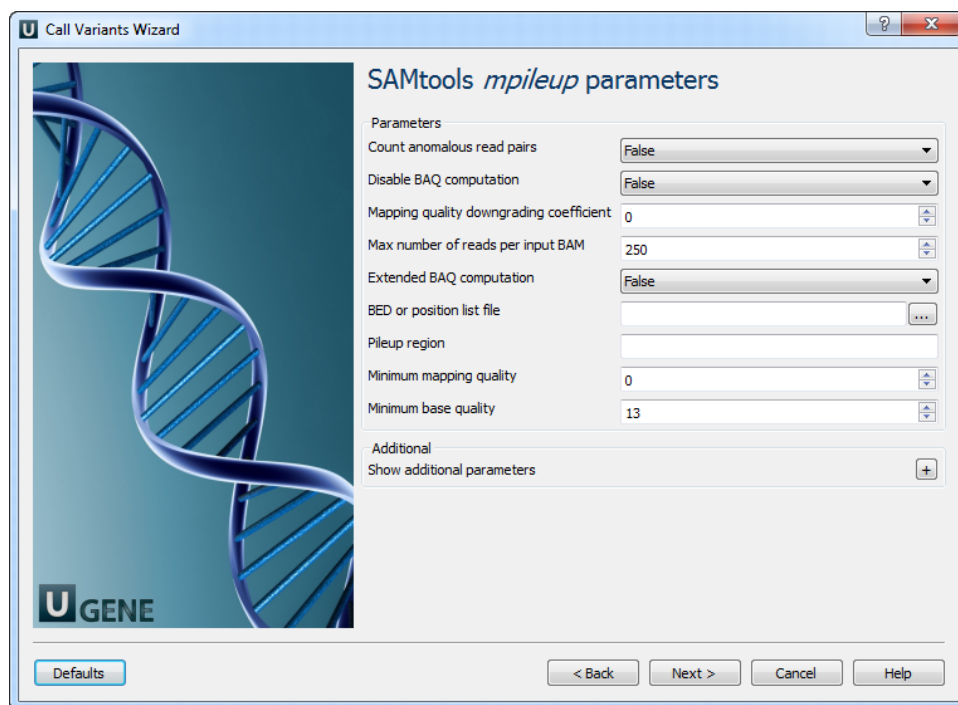 U Call Variants Wizard
?
x
SAMtools mpileup parameters
Parameters
Count anomalous read pairs False
Disable BAQ computation False
Mapping quality downgrading coefficient 0
Max number of reads per input BAM 250
Extended BAQ computation False
BED or position list file ...
Pileup region
Minimum mapping quality 0
Minimum base quality 13
Additional
Show additional parameters +
U GENE
Defaults < Back Next > Cancel Help